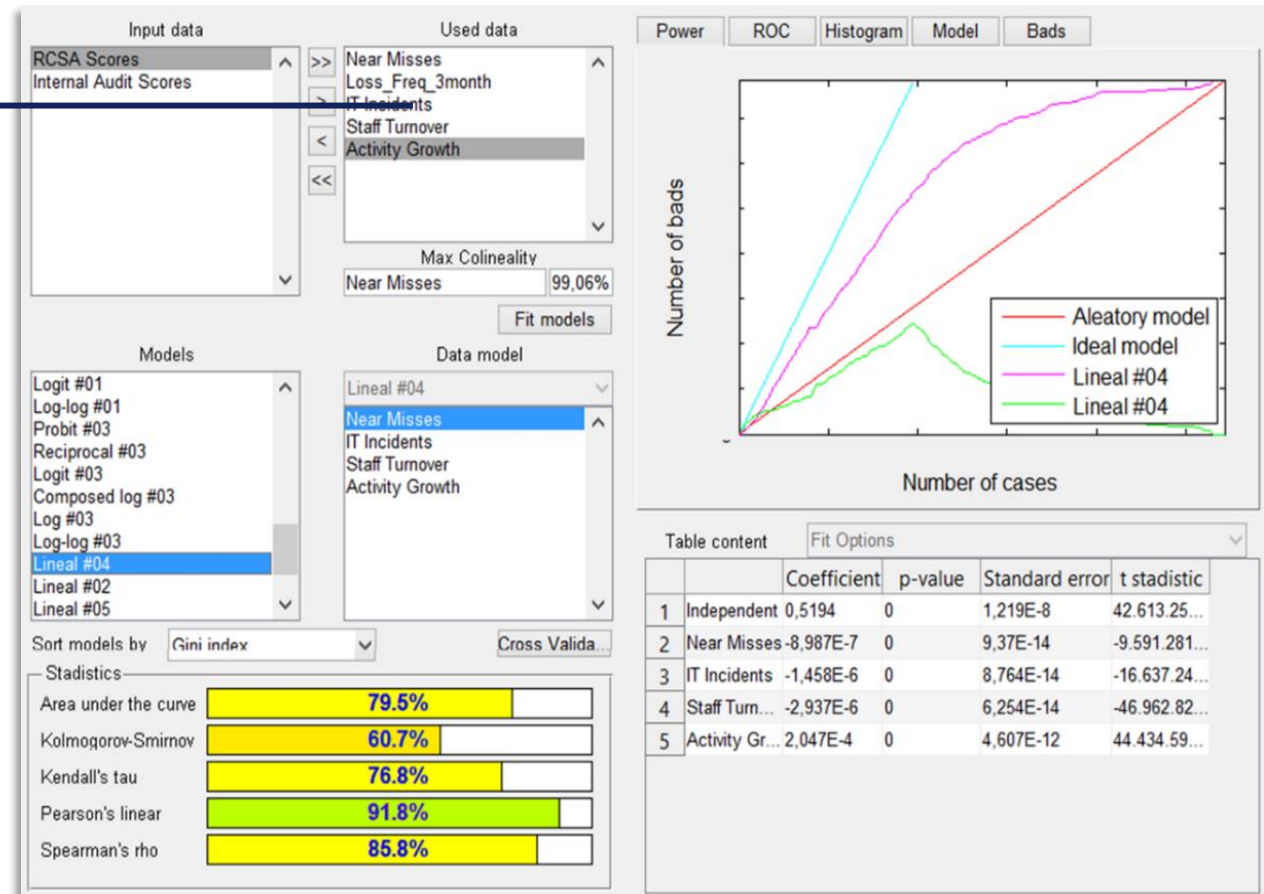 Input data
RCSA Scores
Internal Audit Scores
>>
>
<
<<
Used data
Near Misses
Loss_Freq_3month
IT Incidents
Staff Turnover
Activity Growth
Max Colineality
Near Misses 99,06%
Fit models
Models
Logit #01
Log-log #01
Probit #03
Reciprocal #03
Logit #03
Composed log #03
Log #03
Log-log #03
Lineal #04
Lineal #02
Lineal #05
Data model
Lineal #04
Near Misses
IT Incidents
Staff Turnover
Activity Growth
Sort models by Gini index Cross Valida...
Stadistics
Area under the curve 79.5%
Kolmogorov-Smirnov 60.7%
Kendall's tau 76.8%
Pearson's linear 91.8%
Spearman's rho 85.8%
Power ROC Histogram Model Bads
Number of bads
Aleatory model
Ideal model
Lineal #04
Lineal #04
Number of cases
Table content Fit Options
Coefficient p-value Standard error t stadistic
1 Independent 0,5194 0 1,219E-8 42.613.25...
2 Near Misses -8,987E-7 0 9,37E-14 -9.591.281...
3 IT Incidents -1,458E-6 0 8,764E-14 -16.637.24...
4 Staff Turn... -2,937E-6 0 6,254E-14 -46.962.82...
5 Activity Gr... 2,047E-4 0 4,607E-12 44.434.59...